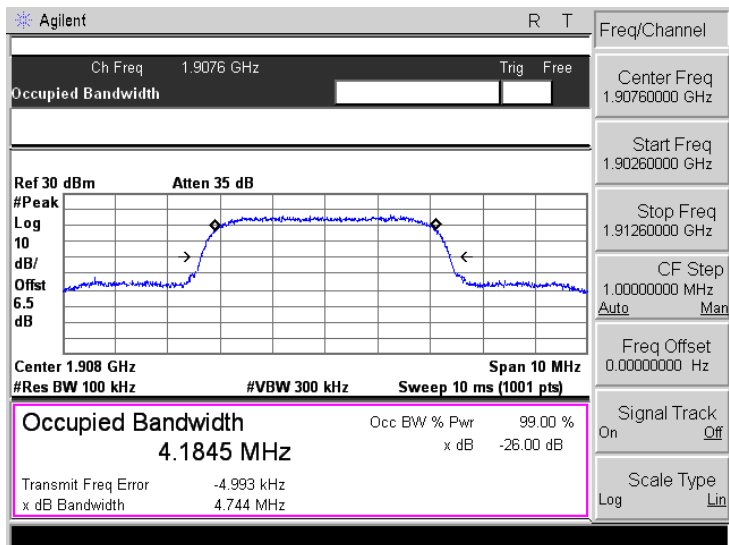 Agilent R T
Ch Freq 1.9076 GHz Trig Free
Occupied Bandwidth
Ref 30 dBm Atten 35 dB
#Peak
Log
10
dB/
Offst
6.5
dB
Center 1.908 GHz Span 10 MHz
#Res BW 100 kHz #VBW 300 kHz Sweep 10 ms (1001 pts)
Occupied Bandwidth Occ BW % Pwr 99.00 %
4.1845 MHz x dB -26.00 dB
Transmit Freq Error -4.993 kHz
x dB Bandwidth 4.744 MHz
Freq/Channel
Center Freq
1.90760000 GHz
Start Freq
1.90260000 GHz
Stop Freq
1.91260000 GHz
CF Step
1.00000000 MHz
Auto Man
Freq Offset
0.00000000 Hz
Signal Track
On Off
Scale Type
Log Lin